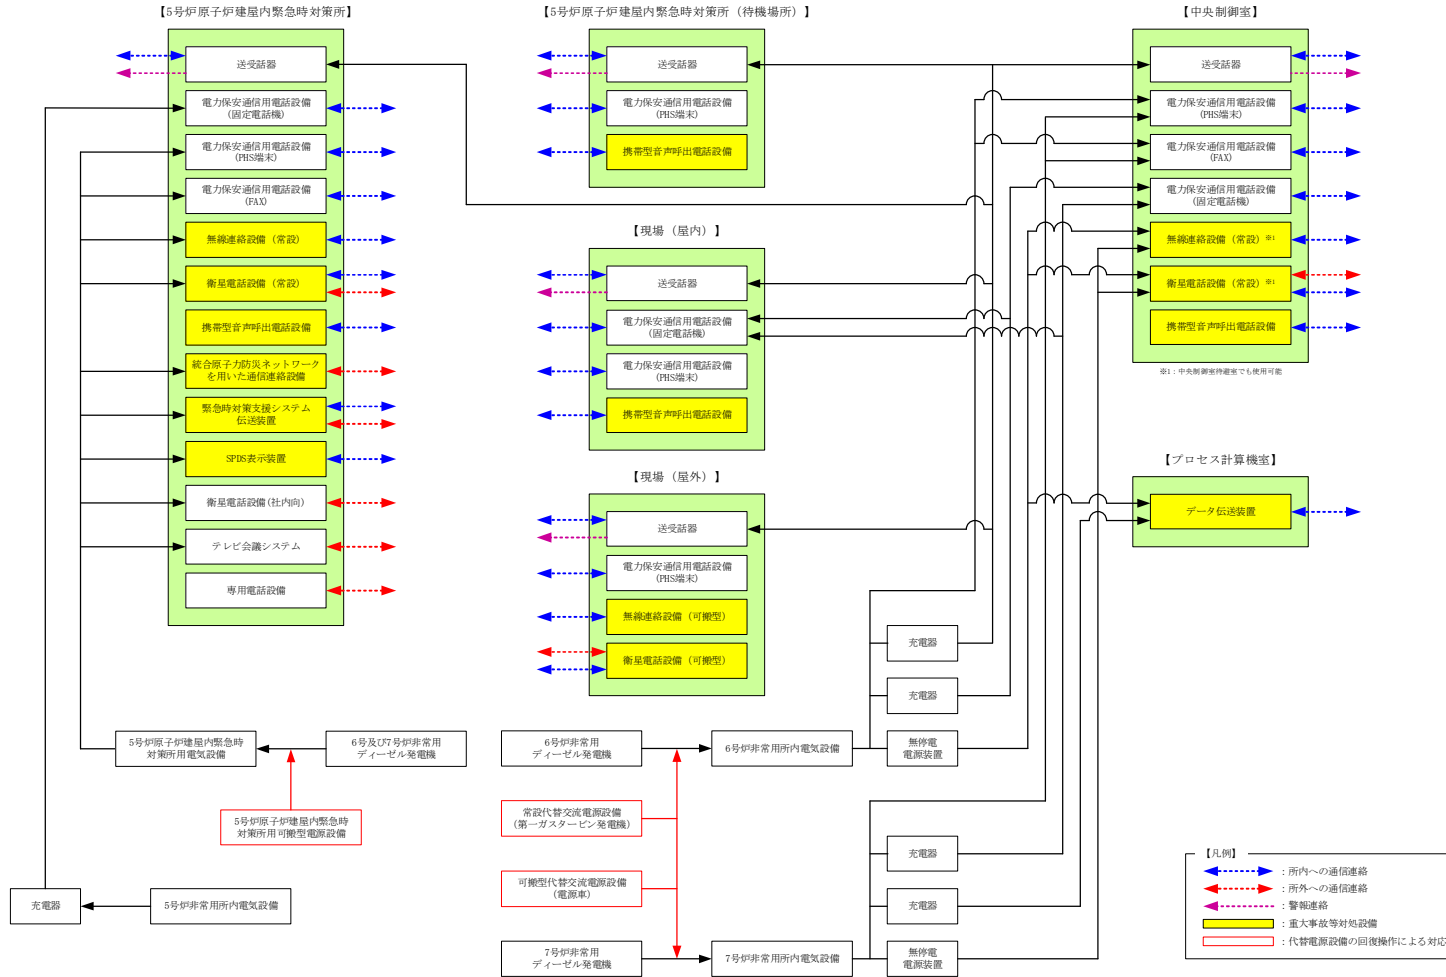 【5号炉原子炉建屋内緊急時対策所】
送受話器
電力保安通信用電話設備
(固定電話機)
電力保安通信用電話設備
(PHS端末)
電力保安通信用電話設備
(FAX)
無線連絡設備（常設）
衛星電話設備（常設）
携帯型音声呼出電話設備
統合原子力防災ネットワーク
を用いた通信連絡設備
緊急時対策支援システム
伝送装置
SPDS表示装置
衛星電話設備(社内向)
テレビ会議システム
専用電話設備
【5号炉原子炉建屋内緊急時対策所（待機場所）】
送受話器
電力保安通信用電話設備
(PHS端末)
携帯型音声呼出電話設備
【現場（屋内）】
送受話器
電力保安通信用電話設備
(固定電話機)
電力保安通信用電話設備
(PHS端末)
携帯型音声呼出電話設備
【現場（屋外）】
送受話器
電力保安通信用電話設備
(PHS端末)
無線連絡設備（可搬型）
衛星電話設備（可搬型）
【中央制御室】
送受話器
電力保安通信用電話設備
(PHS端末)
電力保安通信用電話設備
(FAX)
電力保安通信用電話設備
(固定電話機)
無線連絡設備（常設）※1
衛星電話設備（常設）※1
携帯型音声呼出電話設備
※1：中央制御室待避室でも使用可能
【プロセス計算機室】
データ伝送装置
充電器
充電器
無停電
電源装置
充電器
充電器
無停電
電源装置
5号炉原子炉建屋内緊急時
対策所用電気設備
6号及び7号炉非常用
ディーゼル発電機
5号炉原子炉建屋内緊急時
対策所用可搬型電源設備
充電器
5号炉非常用所内電気設備
6号炉非常用
ディーゼル発電機
6号炉非常用所内電気設備
常設代替交流電源設備
(第一ガスタービン発電機)
可搬型代替交流電源設備
(電源車)
7号炉非常用
ディーゼル発電機
7号炉非常用所内電気設備
【凡例】
：所内への通信連絡
：所外への通信連絡
：警報連絡
：重大事故等対処設備
：代替電源設備の回復操作による対応